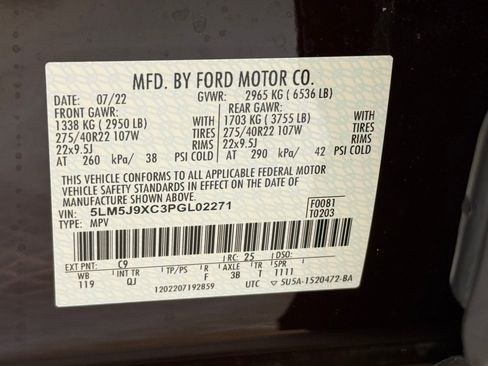 MFD. BY FORD MOTOR CO.
DATE: 07/22 GVWR: 2965 KG ( 6536 LB)
FRONT GAWR: REAR GAWR:
1338 KG ( 2950 LB) WITH 1703 KG ( 3755 LB) WITH
275/40R22 107W TIRES 275/40R22 107W TIRES
22x9.5J RIMS 22x9.5J RIMS
AT 260 kPa/ 38 PSI COLD AT 290 kPa/ 42 PSI COLD
THIS VEHICLE CONFORMS TO ALL APPLICABLE FEDERAL MOTOR
VEHICLE SAFETY STANDARDS IN EFFECT ON THE DATE OF
MANUFACTURE SHOWN ABOVE.
VIN: 5LM5J9XC3PGL02271 F0081
TYPE: MPV T0203
EXT PNT: C9 RC: 25 DSO:
WB INT TR AXLE TR SPR
119 QJ F 3B T 1111
1202207192859 UTC 5U5A-1520472-BA